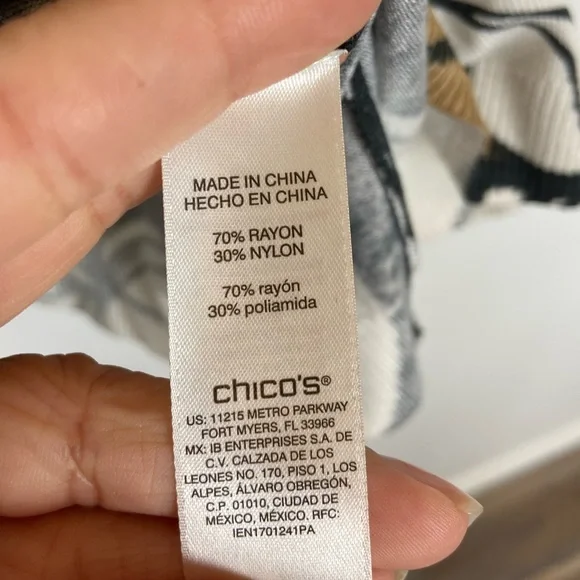 MADE IN CHINA
HECHO EN CHINA
70% RAYON
30% NYLON
70% rayón
30% poliamida
chico's®
US: 11215 METRO PARKWAY
FORT MYERS, FL 33966
MX: IB ENTERPRISES S.A. DE
C.V. CALZADA DE LOS
LEONES NO. 170, PISO 1, LOS
ALPES, ÁLVARO OBREGÓN,
C.P. 01010, CIUDAD DE
MÉXICO, MÉXICO. RFC:
IEN1701241PA